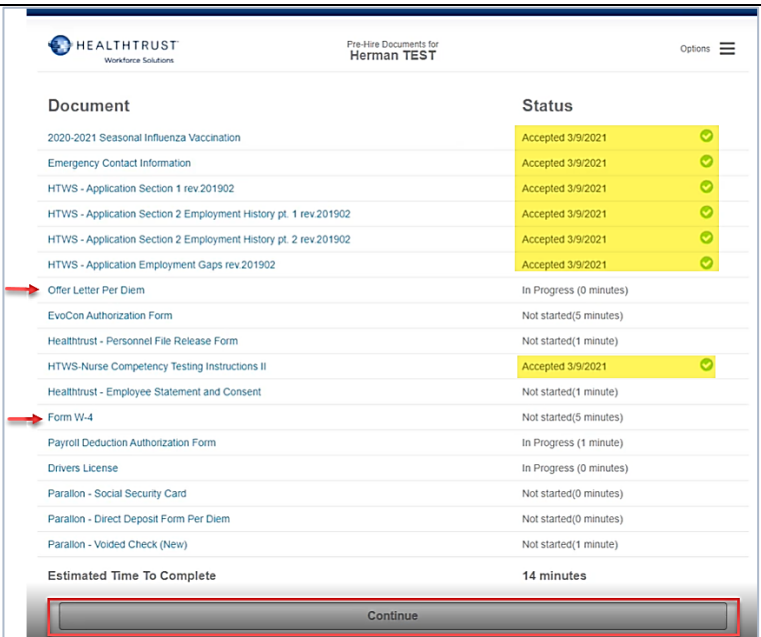 HEALTHTRUST
Workforce Solutions
Pre-Hire Documents for
Herman TEST
Options
Document Status
2020-2021 Seasonal Influenza Vaccination Accepted 3/9/2021
Emergency Contact Information Accepted 3/9/2021
HTWS - Application Section 1 rev.201902 Accepted 3/9/2021
HTWS - Application Section 2 Employment History pt. 1 rev.201902 Accepted 3/9/2021
HTWS - Application Section 2 Employment History pt. 2 rev.201902 Accepted 3/9/2021
HTWS - Application Employment Gaps rev.201902 Accepted 3/9/2021
Offer Letter Per Diem In Progress (0 minutes)
EvoCon Authorization Form Not started(5 minutes)
Healthtrust - Personnel File Release Form Not started(1 minute)
HTWS-Nurse Competency Testing Instructions II Accepted 3/9/2021
Healthtrust - Employee Statement and Consent Not started(1 minute)
Form W-4 Not started(5 minutes)
Payroll Deduction Authorization Form In Progress (1 minute)
Drivers License In Progress (0 minutes)
Parallon - Social Security Card Not started(0 minutes)
Parallon - Direct Deposit Form Per Diem Not started(0 minutes)
Parallon - Voided Check (New) Not started(1 minute)
Estimated Time To Complete 14 minutes
Continue